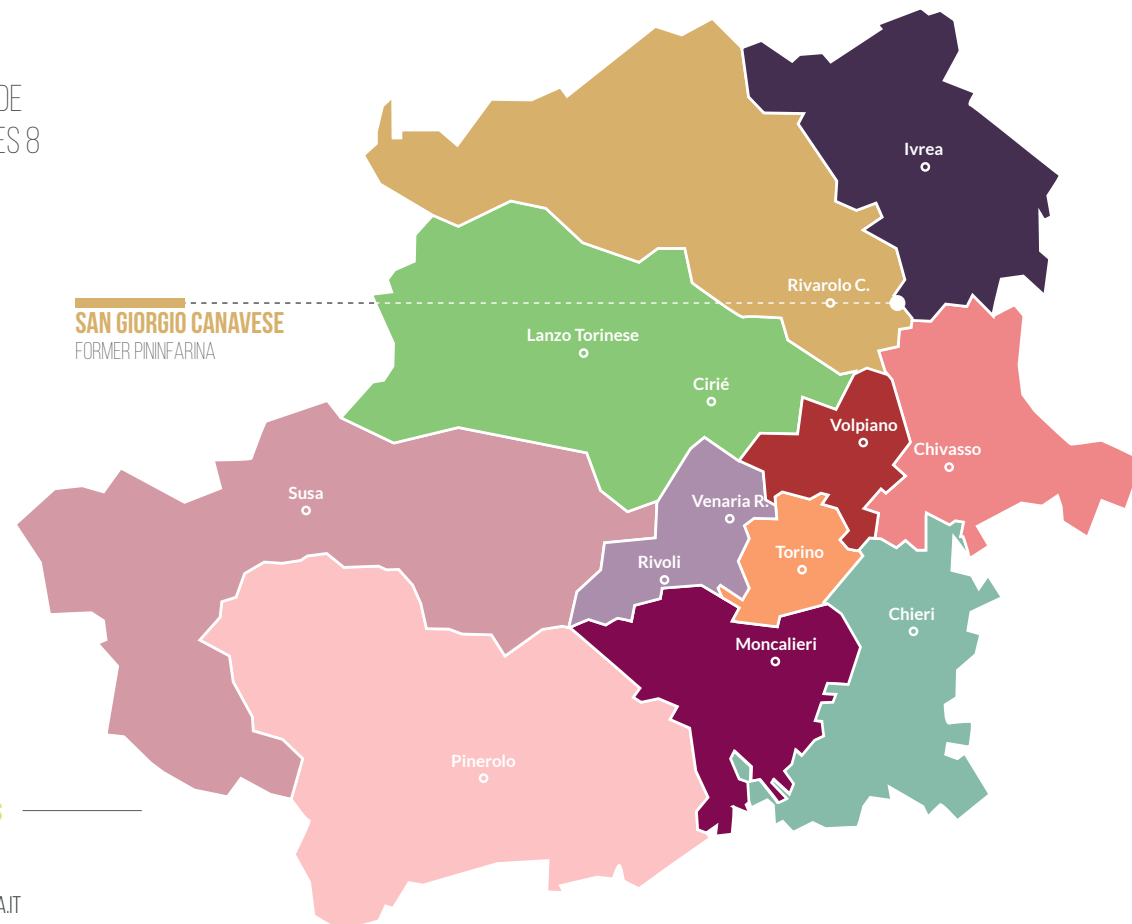 DE
ES 8
Ivrea
Rivarolo C.
SAN GIORGIO CANAVESE
FORMER PININFARINA
Lanzo Torinese
Cirié
Volpiano
Chivasso
Susa
Venaria R.
Torino
Rivoli
Chieri
Moncalieri
Pinerolo
A.IT